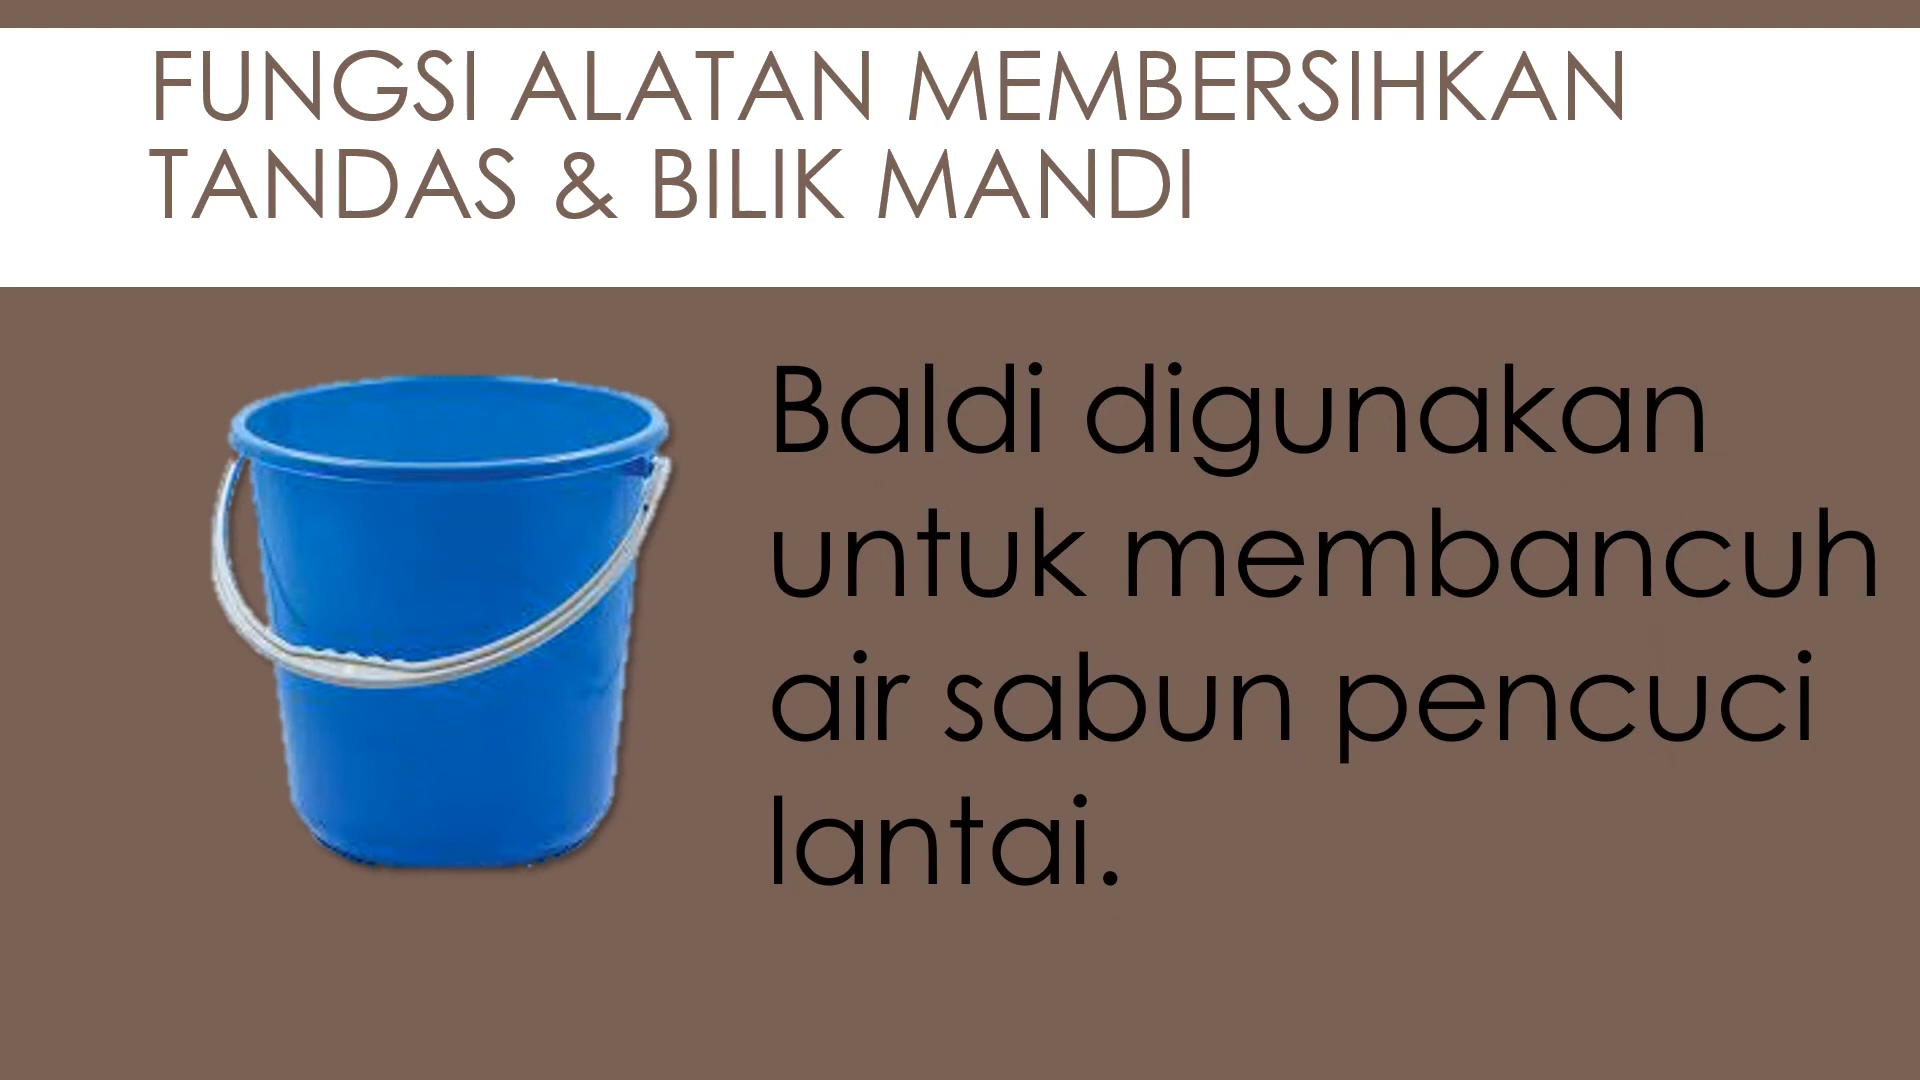 FUNGSI ALATAN MEMBERSIHKAN
TANDAS & BILIK MANDI
Baldi digunakan
untuk membancuh
air sabun pencuci
lantai.